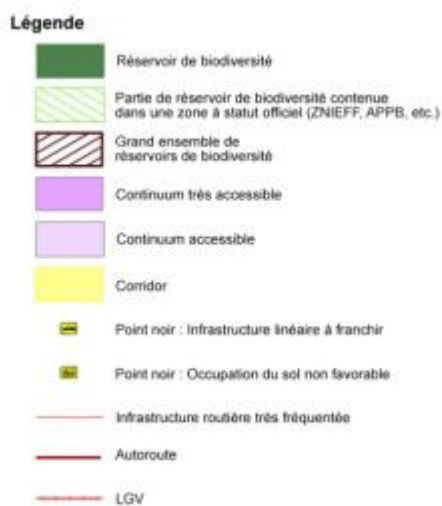 Légende
Réservoir de biodiversité
Partie de réservoir de biodiversité contenue
dans une zone à statut officiel (ZNIEFF, APPB, etc.)
Grand ensemble de
réservoirs de biodiversité
Continuum très accessible
Continuum accessible
Corridor
Point noir : Infrastructure linéaire à franchir
Point noir : Occupation du sol non favorable
Infrastructure routière très fréquentée
Autoroute
LGV